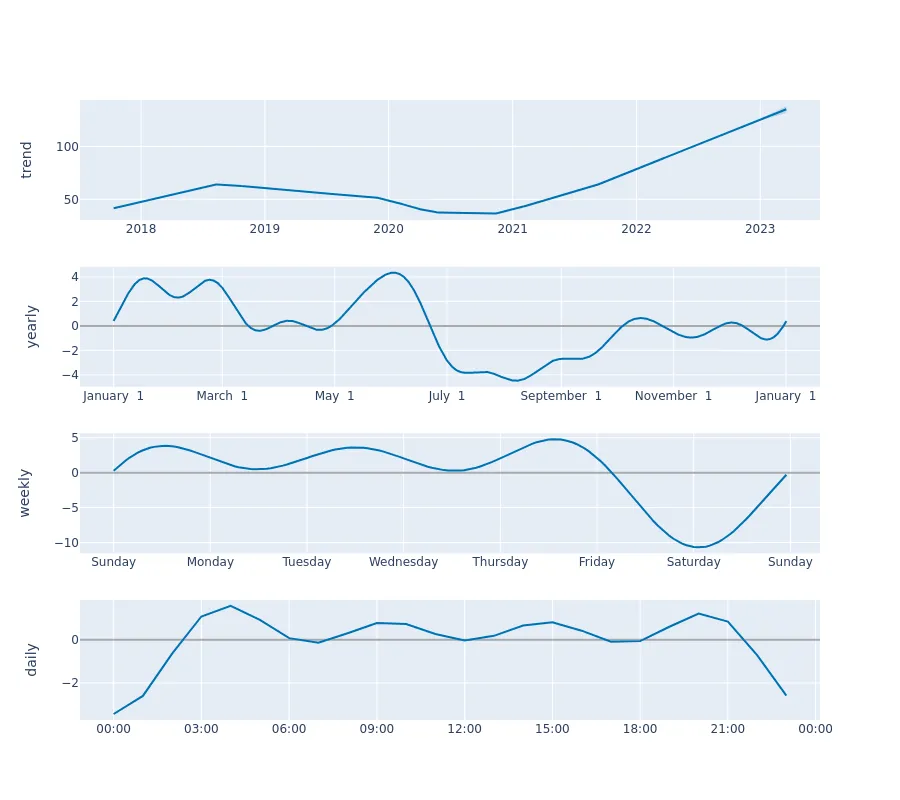 trend
100
50
2018 2019 2020 2021 2022 2023
yearly
4
2
0
−2
−4
January 1 March 1 May 1 July 1 September 1 November 1 January 1
weekly
5
0
−5
−10
Sunday Monday Tuesday Wednesday Thursday Friday Saturday Sunday
daily
0
−2
00:00 03:00 06:00 09:00 12:00 15:00 18:00 21:00 00:00